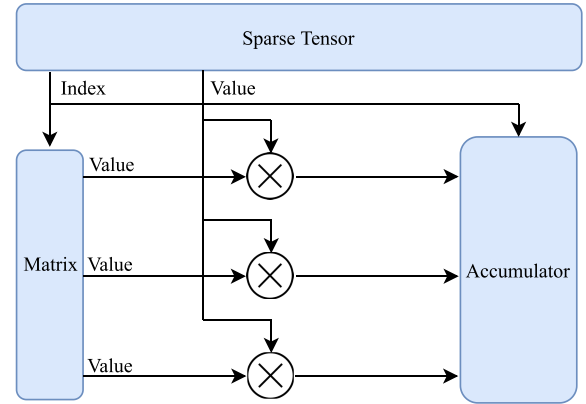 Sparse Tensor
Index
Value
Value
Matrix
Value
Accumulator
Value